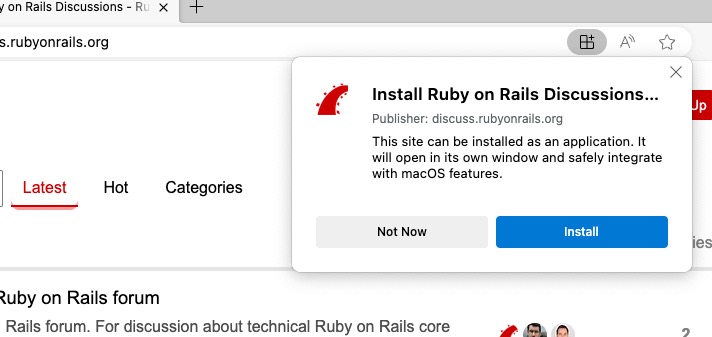 y on Rails Discussions - Ru
s.rubyonrails.org
Install Ruby on Rails Discussions...
Publisher: discuss.rubyonrails.org
This site can be installed as an application. It
will open in its own window and safely integrate
with macOS features.
Not Now
Install
Up
Latest
Hot
Categories
ies
Ruby on Rails forum
Rails forum. For discussion about technical Ruby on Rails core
2